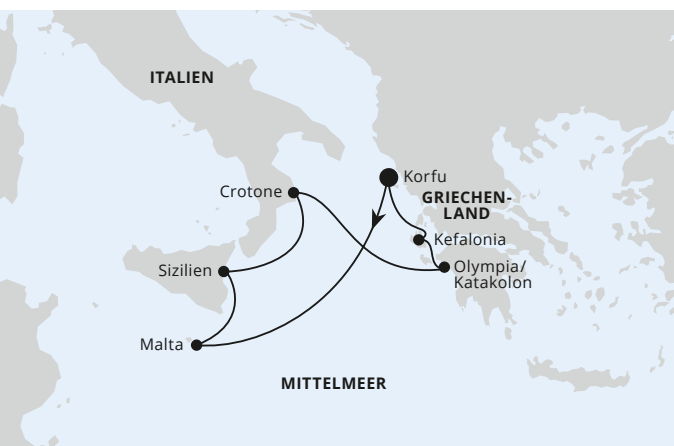 ITALIEN
Korfu
Crotone
GRIECHEN-
LAND
Kefalonia
Sizilien
Olympia/
Katakolon
Malta
MITTELMEER